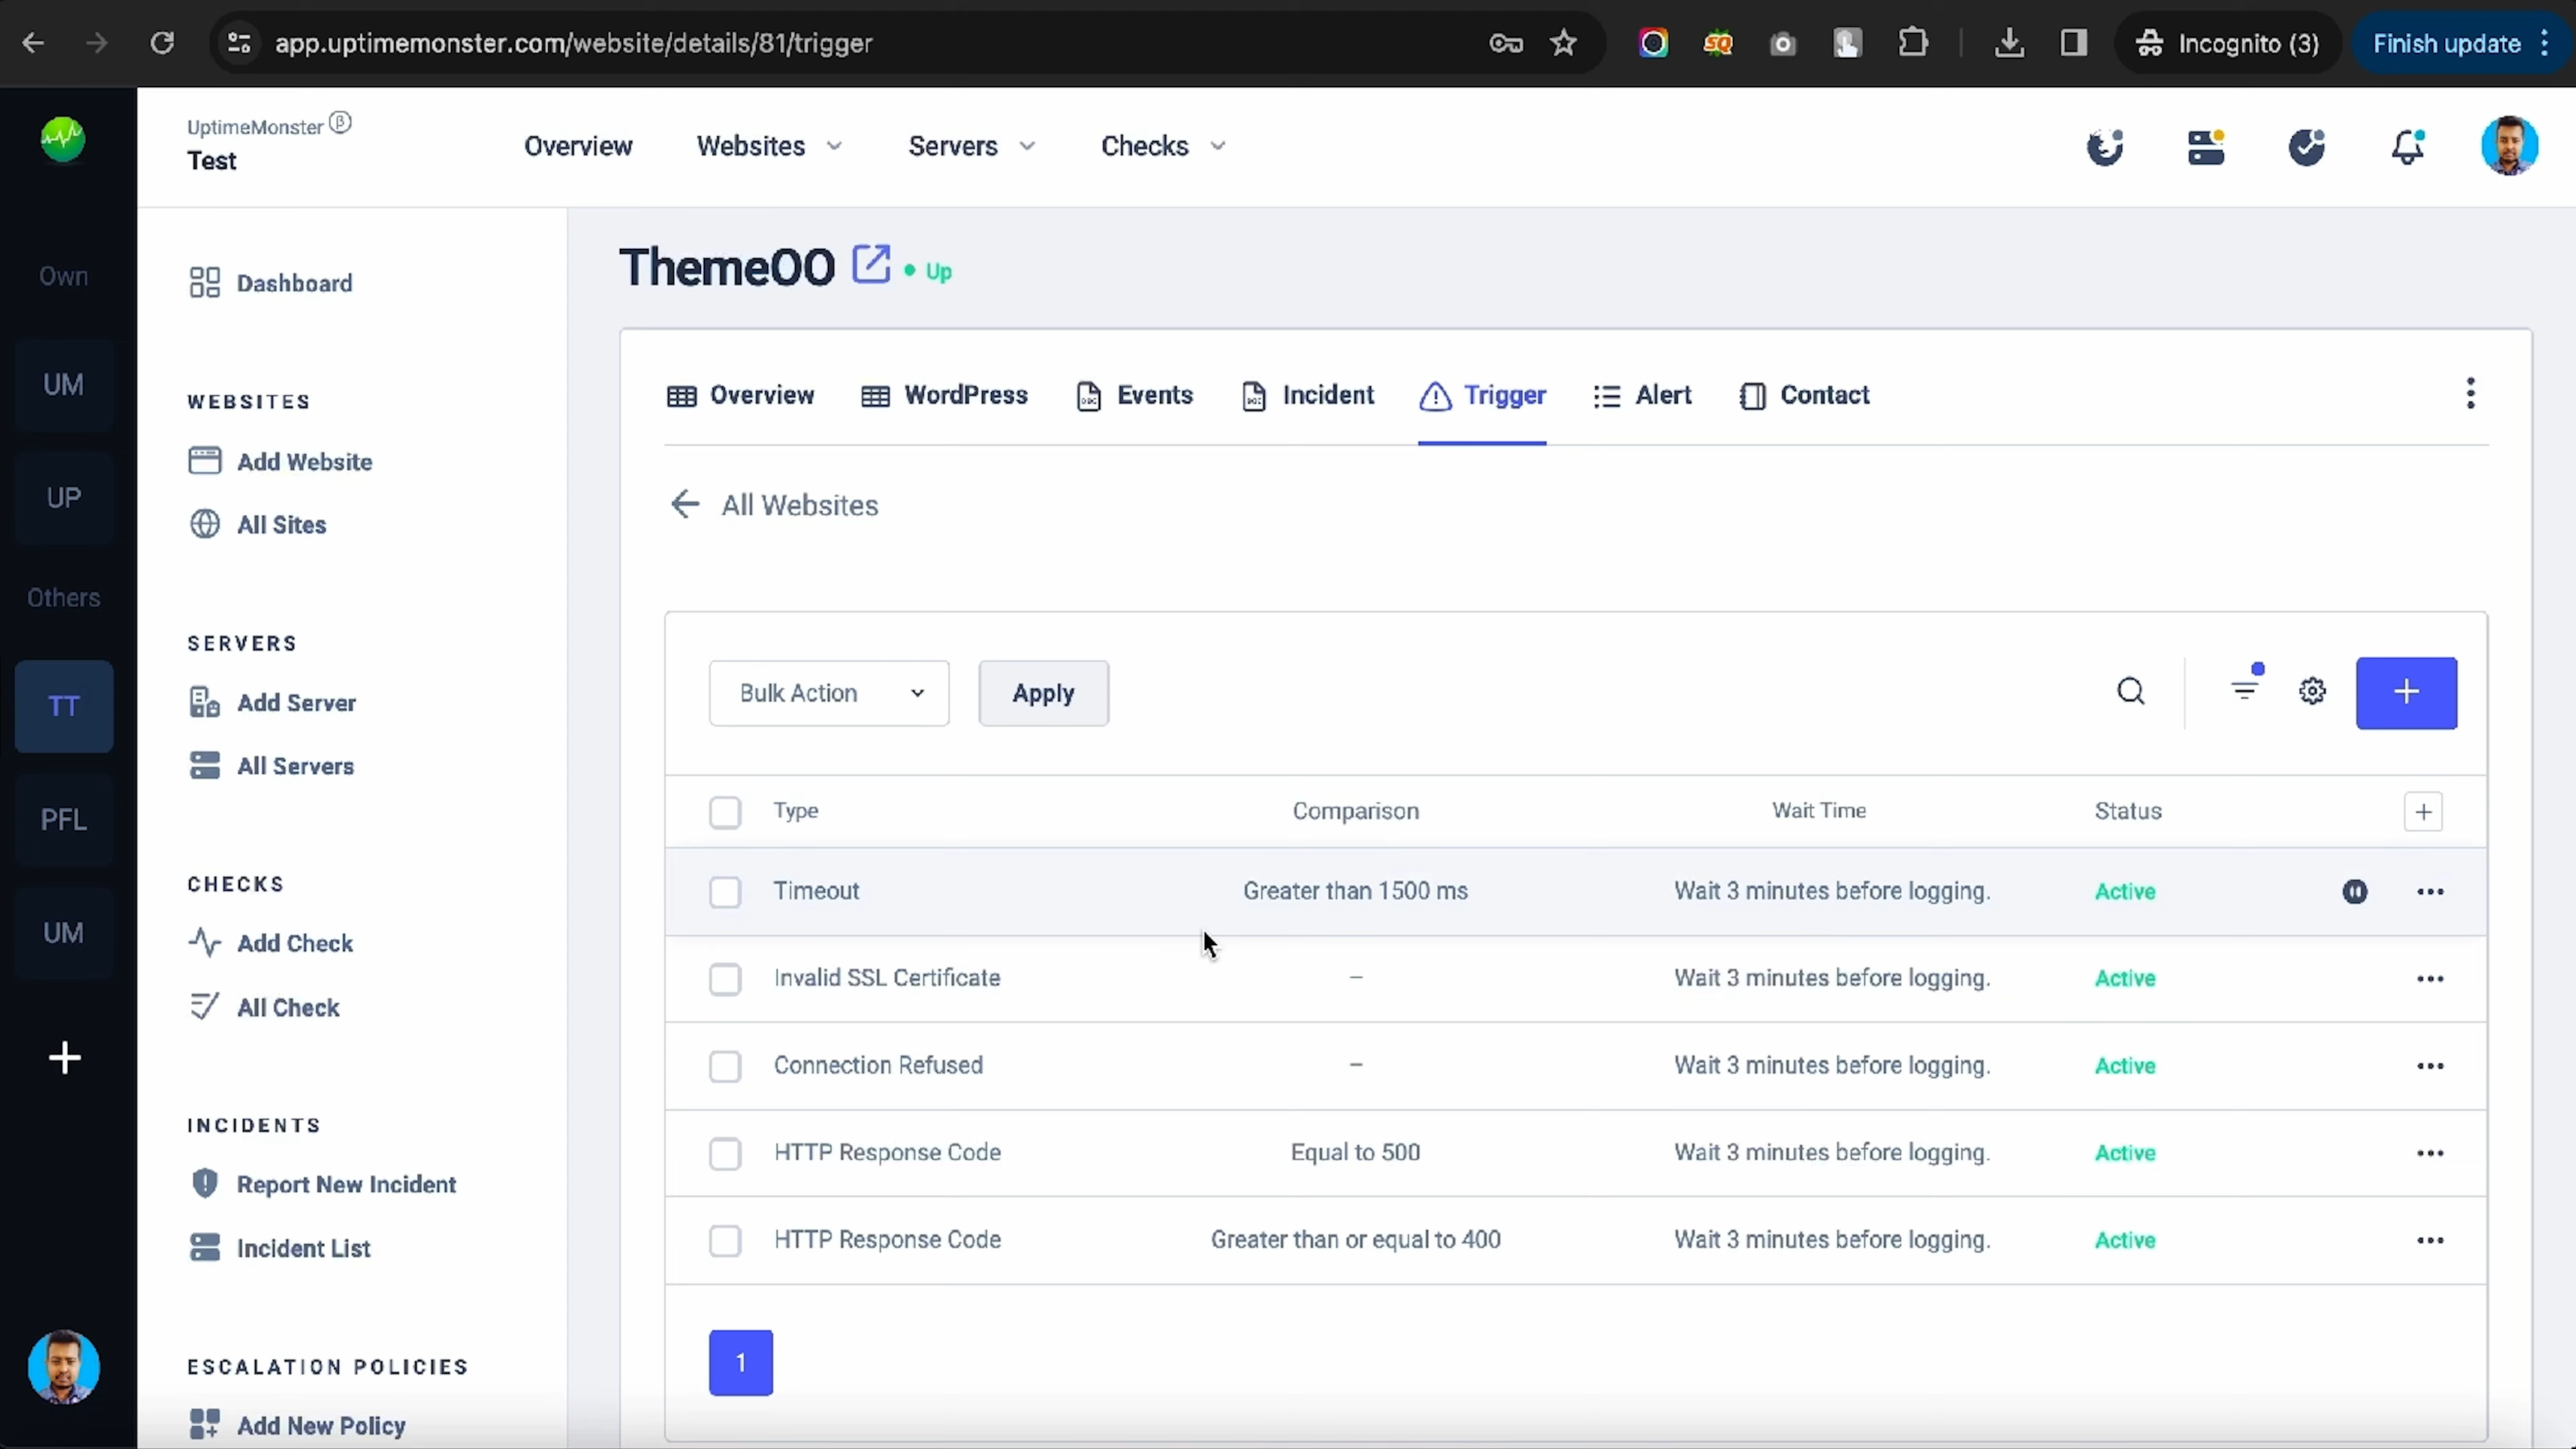 app.uptimemonster.com/website/details/81/trigger
Incognito (3)
Finish update
UptimeMonster β
Test
Overview
Websites
Servers
Checks
Own
UM
UP
Others
TT
PFL
UM
Dashboard
WEBSITES
Add Website
All Sites
SERVERS
Add Server
All Servers
CHECKS
Add Check
All Check
INCIDENTS
Report New Incident
Incident List
ESCALATION POLICIES
Add New Policy
ThemeOO
Up
Overview
WordPress
Events
Incident
Trigger
Alert
Contact
All Websites
Bulk Action
Apply
Type Comparison Wait Time Status
Timeout Greater than 1500 ms Wait 3 minutes before logging. Active
Invalid SSL Certificate – Wait 3 minutes before logging. Active
Connection Refused – Wait 3 minutes before logging. Active
HTTP Response Code Equal to 500 Wait 3 minutes before logging. Active
HTTP Response Code Greater than or equal to 400 Wait 3 minutes before logging. Active
1